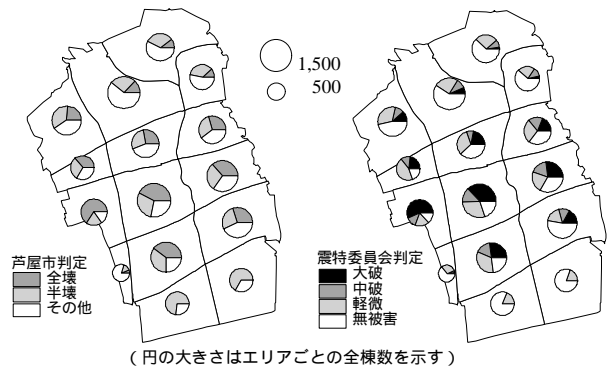 1,500
500
芦屋市判定
全壊
半壊
その他
震特委員会判定
大破
中破
軽微
無被害
(円の大きさはエリアごとの全棟数を示す)